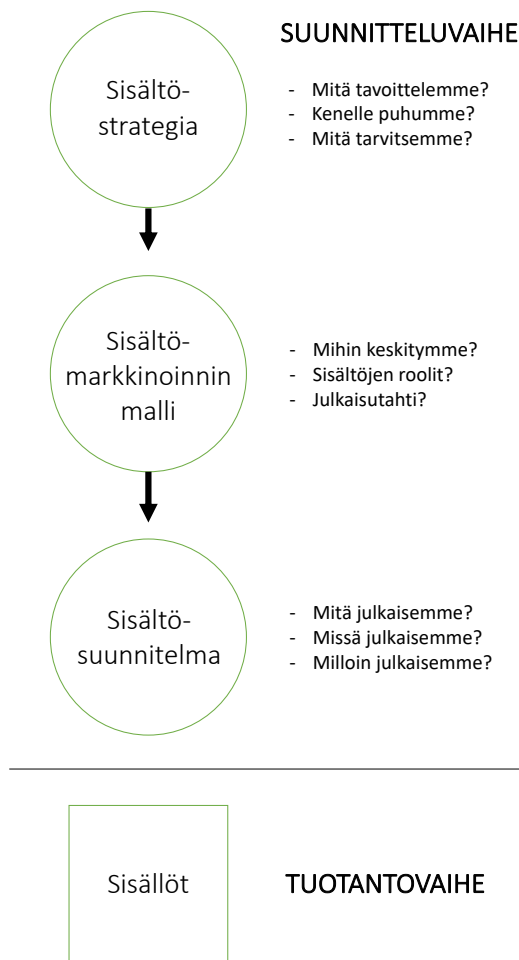 SUUNNITTELUVAIHE
Sisältö-
strategia
- Mitä tavoittelemme?
- Kenelle puhumme?
- Mitä tarvitsemme?
Sisältö-
markkinoinnin
malli
- Mihin keskitymme?
- Sisältöjen roolit?
- Julkaisutahti?
Sisältö-
suunnitelma
- Mitä julkaisemme?
- Missä julkaisemme?
- Milloin julkaisemme?
Sisällöt
TUOTANTOVAIHE